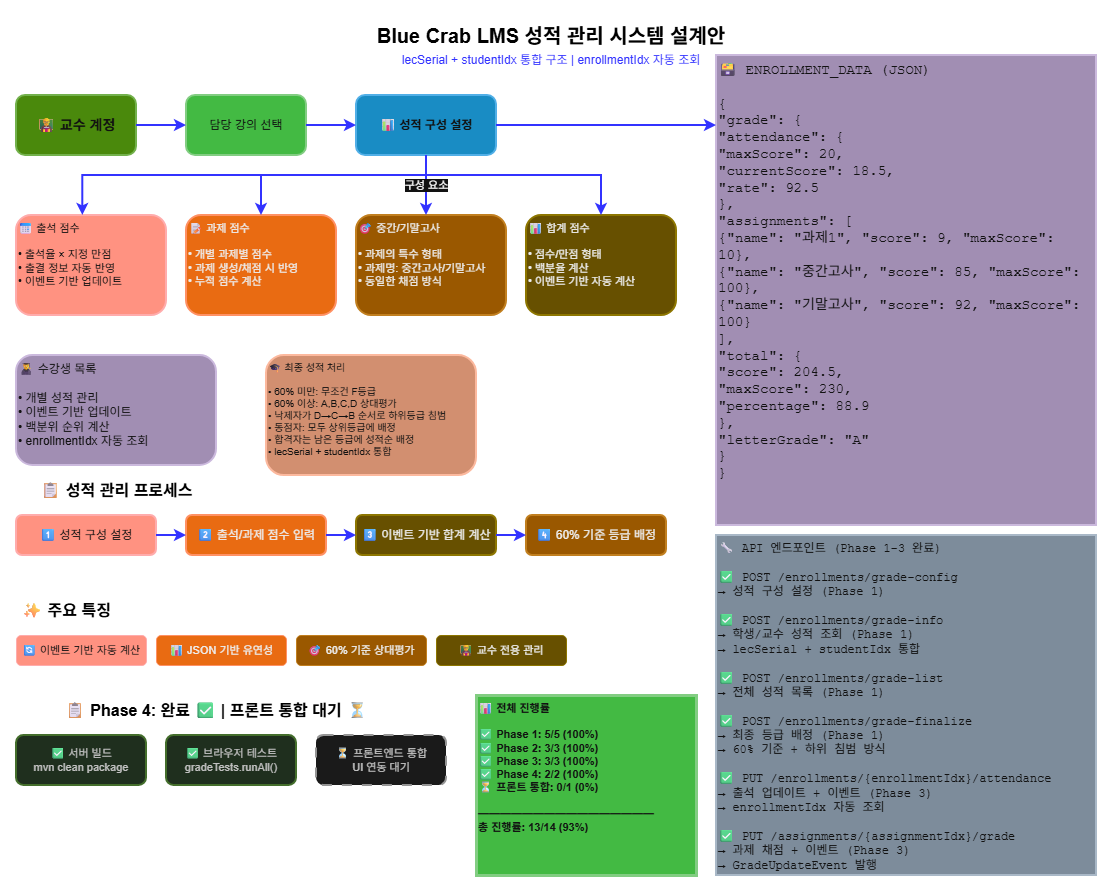 Blue Crab LMS 성적 관리 시스템 설계안
lecSerial + studentIdx 통합 구조 | enrollmentIdx 자동 조회
👨‍🏫 교수 계정
담당 강의 선택
📊 성적 구성 설정
구성 요소
📅 출석 점수
• 출석율 × 지정 만점
• 출결 정보 자동 반영
• 이벤트 기반 업데이트
📝 과제 점수
• 개별 과제별 점수
• 과제 생성/채점 시 반영
• 누적 점수 계산
🎯 중간/기말고사
• 과제의 특수 형태
• 과제명: 중간고사/기말고사
• 동일한 채점 방식
📊 합계 점수
• 점수/만점 형태
• 백분율 계산
• 이벤트 기반 자동 계산
👨‍🎓 수강생 목록
• 개별 성적 관리
• 이벤트 기반 업데이트
• 백분위 순위 계산
• enrollmentIdx 자동 조회
🎓 최종 성적 처리
• 60% 미만: 무조건 F등급
• 60% 이상: A,B,C,D 상대평가
• 낙제자가 D→C→B 순서로 하위등급 침범
• 동점자: 모두 상위등급에 배정
• 합격자는 남은 등급에 성적순 배정
• lecSerial + studentIdx 통합
📋 성적 관리 프로세스
1️⃣ 성적 구성 설정
2️⃣ 출석/과제 점수 입력
3️⃣ 이벤트 기반 합계 계산
4️⃣ 60% 기준 등급 배정
✨ 주요 특징
🔄 이벤트 기반 자동 계산
📊 JSON 기반 유연성
🎯 60% 기준 상대평가
👨‍🏫 교수 전용 관리
📋 Phase 4: 완료 ✅ | 프론트 통합 대기 ⏳
✅ 서버 빌드
mvn clean package
✅ 브라우저 테스트
gradeTests.runAll()
⏳ 프론트엔드 통합
UI 연동 대기
📊 전체 진행률
✅ Phase 1: 5/5 (100%)
✅ Phase 2: 3/3 (100%)
✅ Phase 3: 3/3 (100%)
✅ Phase 4: 2/2 (100%)
⏳ 프론트 통합: 0/1 (0%)
총 진행률: 13/14 (93%)
🗃️ ENROLLMENT_DATA (JSON)
{
"grade": {
"attendance": {
"maxScore": 20,
"currentScore": 18.5,
"rate": 92.5
},
"assignments": [
{"name": "과제1", "score": 9, "maxScore":
10},
{"name": "중간고사", "score": 85, "maxScore":
100},
{"name": "기말고사", "score": 92, "maxScore":
100}
],
"total": {
"score": 204.5,
"maxScore": 230,
"percentage": 88.9
},
"letterGrade": "A"
}
}
🔧 API 엔드포인트 (Phase 1-3 완료)
✅ POST /enrollments/grade-config
→ 성적 구성 설정 (Phase 1)
✅ POST /enrollments/grade-info
→ 학생/교수 성적 조회 (Phase 1)
→ lecSerial + studentIdx 통합
✅ POST /enrollments/grade-list
→ 전체 성적 목록 (Phase 1)
✅ POST /enrollments/grade-finalize
→ 최종 등급 배정 (Phase 1)
→ 60% 기준 + 하위 침범 방식
✅ PUT /enrollments/{enrollmentIdx}/attendance
→ 출석 업데이트 + 이벤트 (Phase 3)
→ enrollmentIdx 자동 조회
✅ PUT /assignments/{assignmentIdx}/grade
→ 과제 채점 + 이벤트 (Phase 3)
→ GradeUpdateEvent 발행